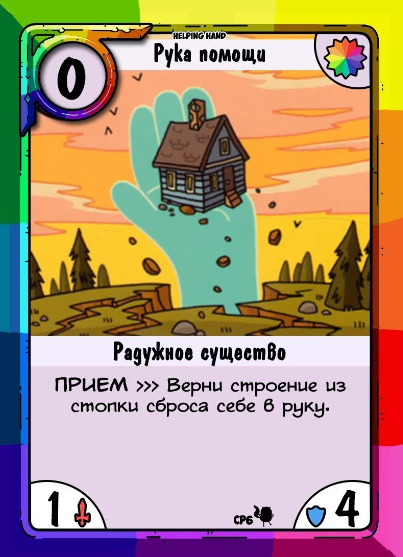 HELPING HAND
0
Рука помощи
Радужное существо
ПРИЕМ >>> Верни строение из
стопки сброса себе в руку.
1
CP6
4